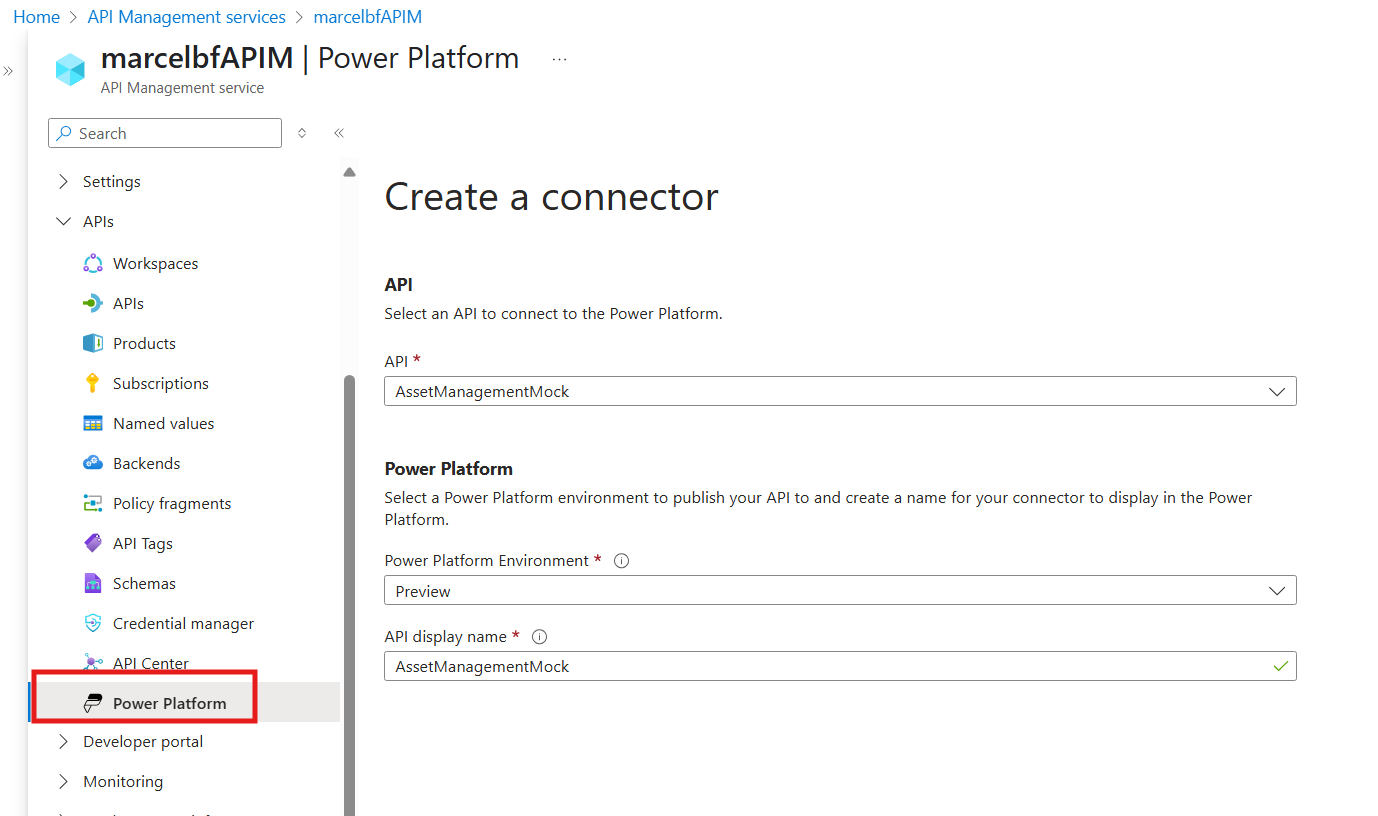 Home > API Management services > marcelbfAPIM
marcelbfAPIM | Power Platform ...
API Management service
Search
Settings
APIs
Workspaces
APIs
Products
Subscriptions
Named values
Backends
Policy fragments
API Tags
Schemas
Credential manager
API Center
Power Platform
Developer portal
Monitoring
Create a connector
API
Select an API to connect to the Power Platform.
API *
AssetManagementMock
Power Platform
Select a Power Platform environment to publish your API to and create a name for your connector to display in the Power
Platform.
Power Platform Environment *
Preview
API display name *
AssetManagementMock